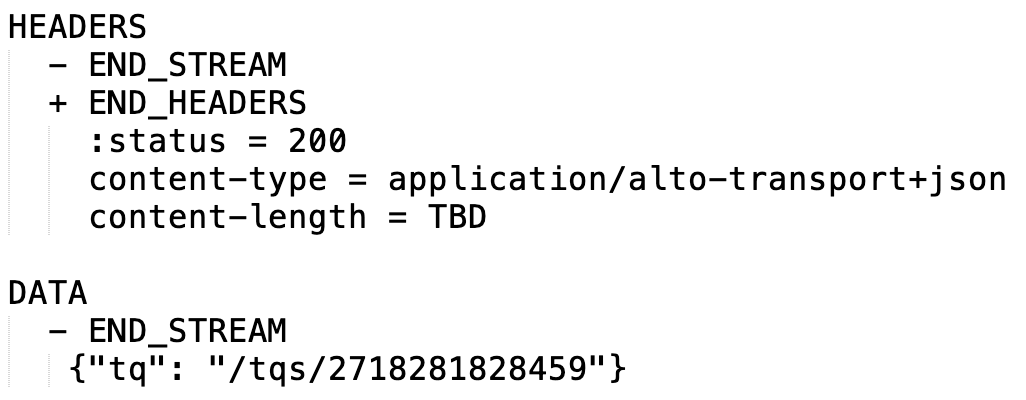 HEADERS
- END_STREAM
+ END_HEADERS
:status = 200
content-type = application/alto-transport+json
content-length = TBD
DATA
- END_STREAM
{"tq": "/tqs/2718281828459"}